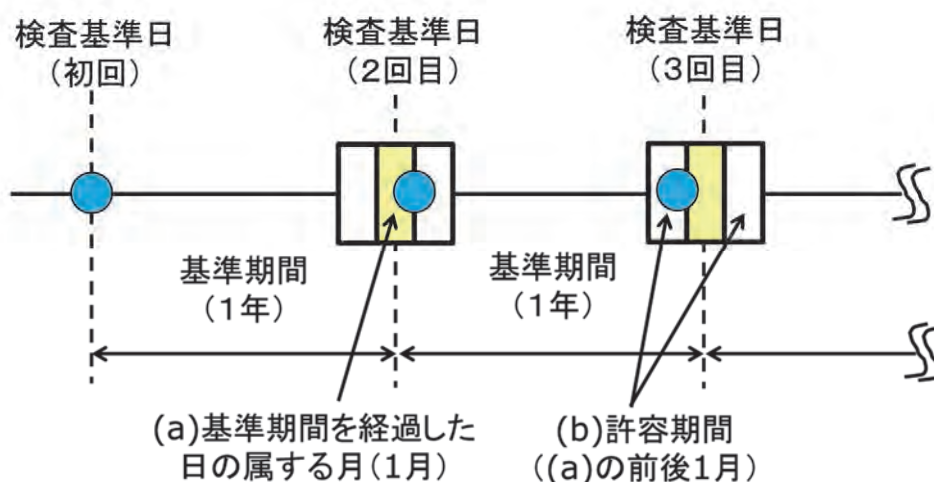 検査基準日
(初回)
検査基準日
(2回目)
検査基準日
(3回目)
基準期間
(1年)
基準期間
(1年)
(a)基準期間を経過した
日の属する月(1月)
(b)許容期間
((a)の前後1月)